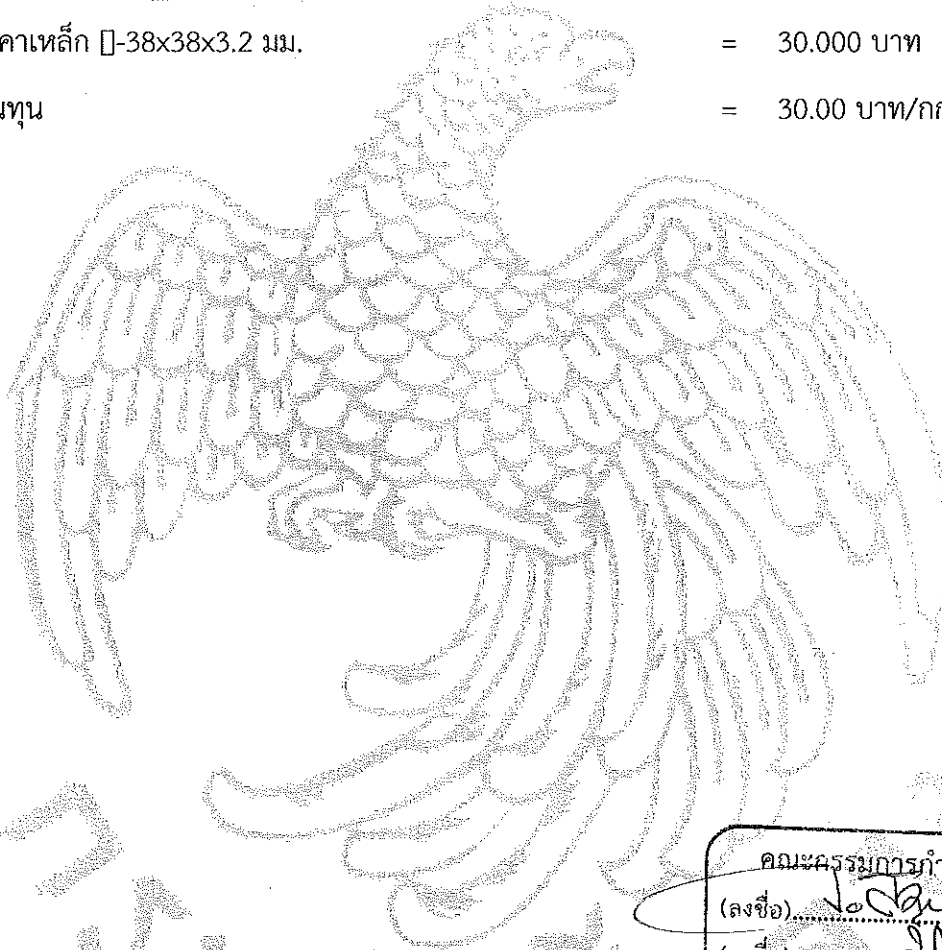 คาเหล็ก []-38x38x3.2 มม. = 30.000 บาท
นทุน = 30.00 บาท/กก
คณะกรรมการกำ
(ลงชื่อ)